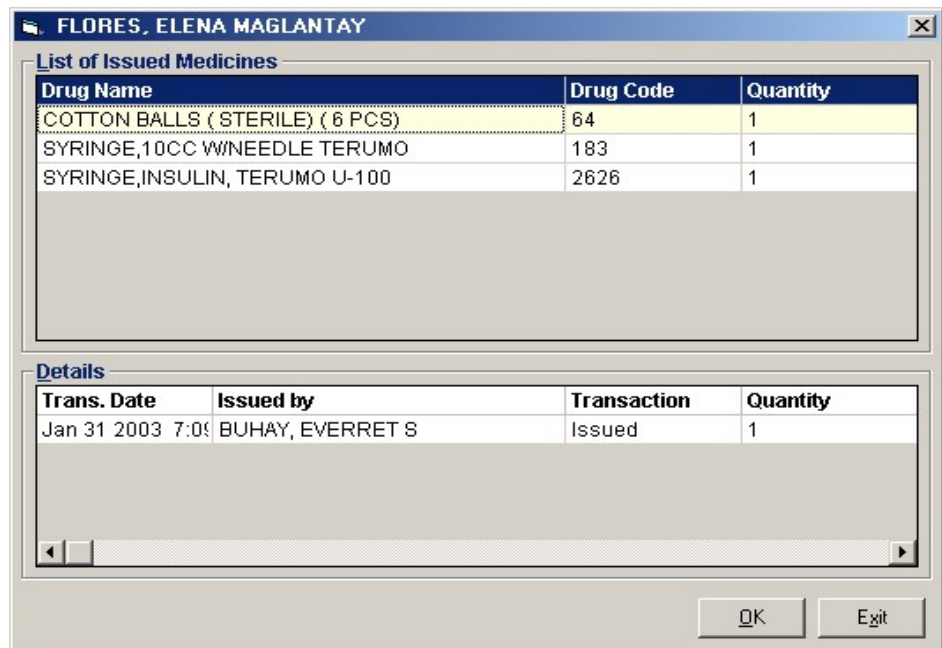 FLORES, ELENA MAGLANTAY
List of Issued Medicines
Drug Name Drug Code Quantity
COTTON BALLS ( STERILE) ( 6 PCS) 64 1
SYRINGE,10CC W/NEEDLE TERUMO 183 1
SYRINGE,INSULIN, TERUMO U-100 2626 1
Details
Trans. Date Issued by Transaction Quantity
Jan 31 2003 7:09 BUHAY, EVERRET S Issued 1
OK Exit